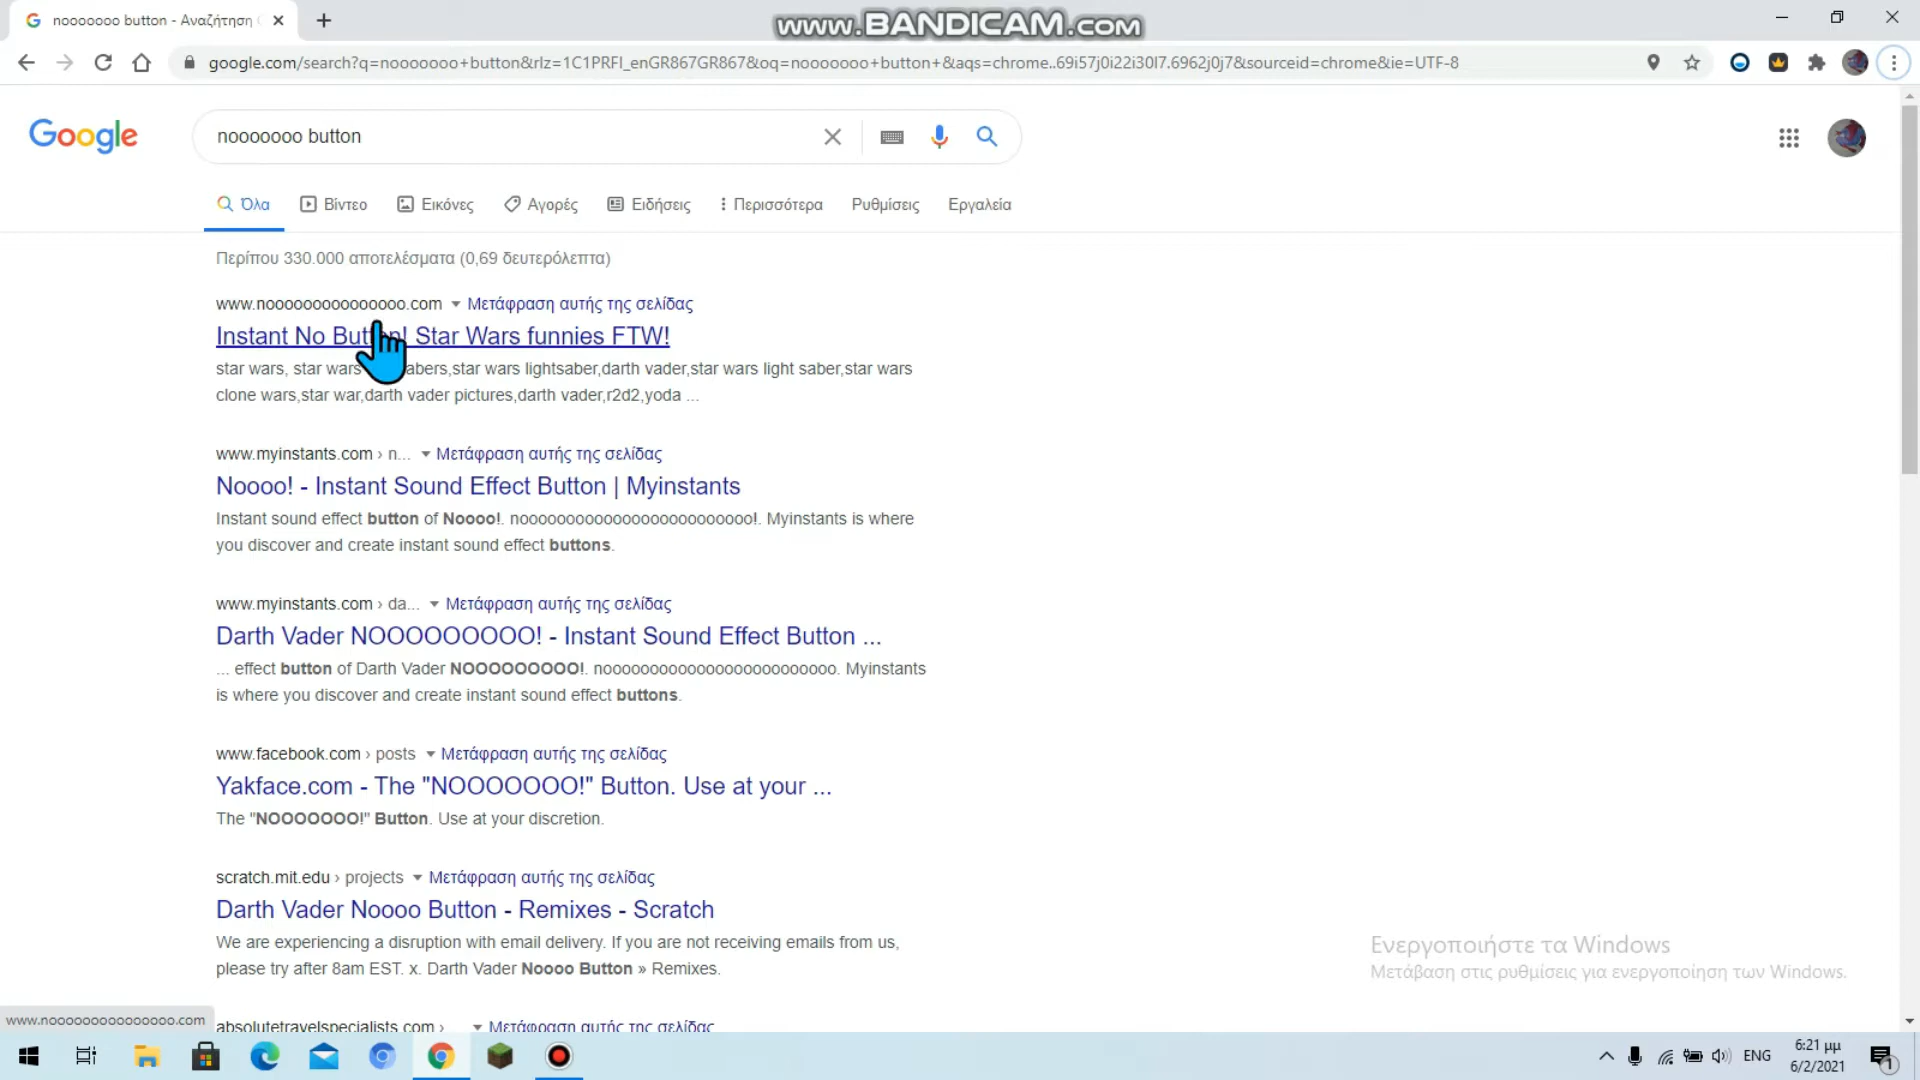 nooooooo button - Αναζήτηση
www.BANDICAM.com
google.com/search?q=nooooooo+button&rlz=1C1PRFI_enGR867GR867&oq=nooooooo+button+&aqs=chrome..69i57j0i22i30l7.6962j0j7&sourceid=chrome&ie=UTF-8
Google
nooooooo button
Όλα Βίντεο Εικόνες Αγορές Ειδήσεις Περισσότερα Ρυθμίσεις Εργαλεία
Περίπου 330.000 αποτελέσματα (0,69 δευτερόλεπτα)
www.nooooooooooooooo.com Μετάφραση αυτής της σελίδας
Instant No Button! Star Wars funnies FTW!
star wars, star wars abers,star wars lightsaber,darth vader,star wars light saber,star wars
clone wars,star war,darth vader pictures,darth vader,r2d2,yoda ...
www.myinstants.com › n... Μετάφραση αυτής της σελίδας
Noooo! - Instant Sound Effect Button | Myinstants
Instant sound effect button of Noooo!. nooooooooooooooooooooooooo!. Myinstants is where
you discover and create instant sound effect buttons.
www.myinstants.com › da... Μετάφραση αυτής της σελίδας
Darth Vader NOOOOOOOOO! - Instant Sound Effect Button ...
... effect button of Darth Vader NOOOOOOOOO!. nooooooooooooooooooooooooo. Myinstants
is where you discover and create instant sound effect buttons.
www.facebook.com › posts Μετάφραση αυτής της σελίδας
Yakface.com - The "NOOOOOOO!" Button. Use at your ...
The "NOOOOOOO!" Button. Use at your discretion.
scratch.mit.edu › projects Μετάφραση αυτής της σελίδας
Darth Vader Noooo Button - Remixes - Scratch
We are experiencing a disruption with email delivery. If you are not receiving emails from us,
please try after 8am EST. x. Darth Vader Noooo Button » Remixes.
Ενεργοποιήστε τα Windows
Μετάβαση στις ρυθμίσεις για ενεργοποίηση των Windows.
www.nooooooooooooooo.com
absolutetravelspecialists.com › Μετάφραση αυτής της σελίδας
ENG
6:21 μμ
6/2/2021
1